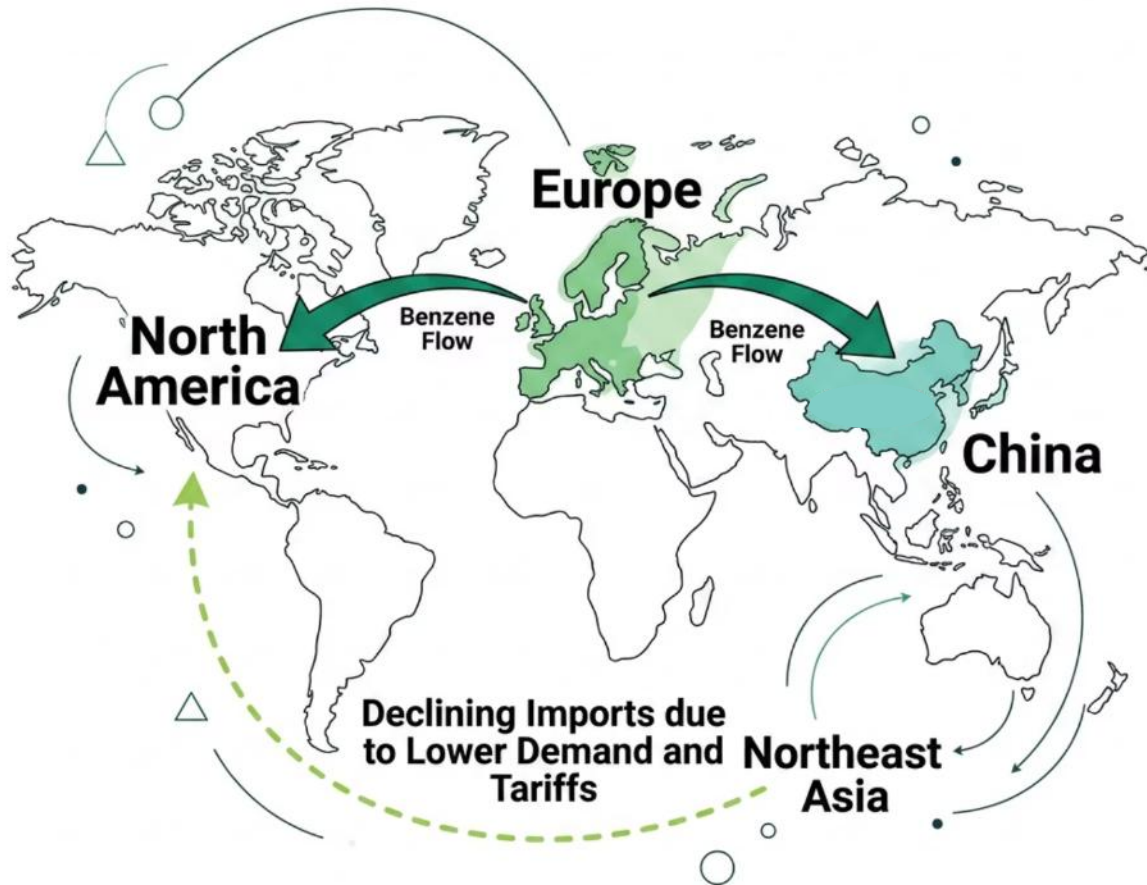 Europe
Benzene
Flow
Benzene
Flow
North
America
China
Declining Imports due
to Lower Demand and
Tariffs
Northeast
Asia